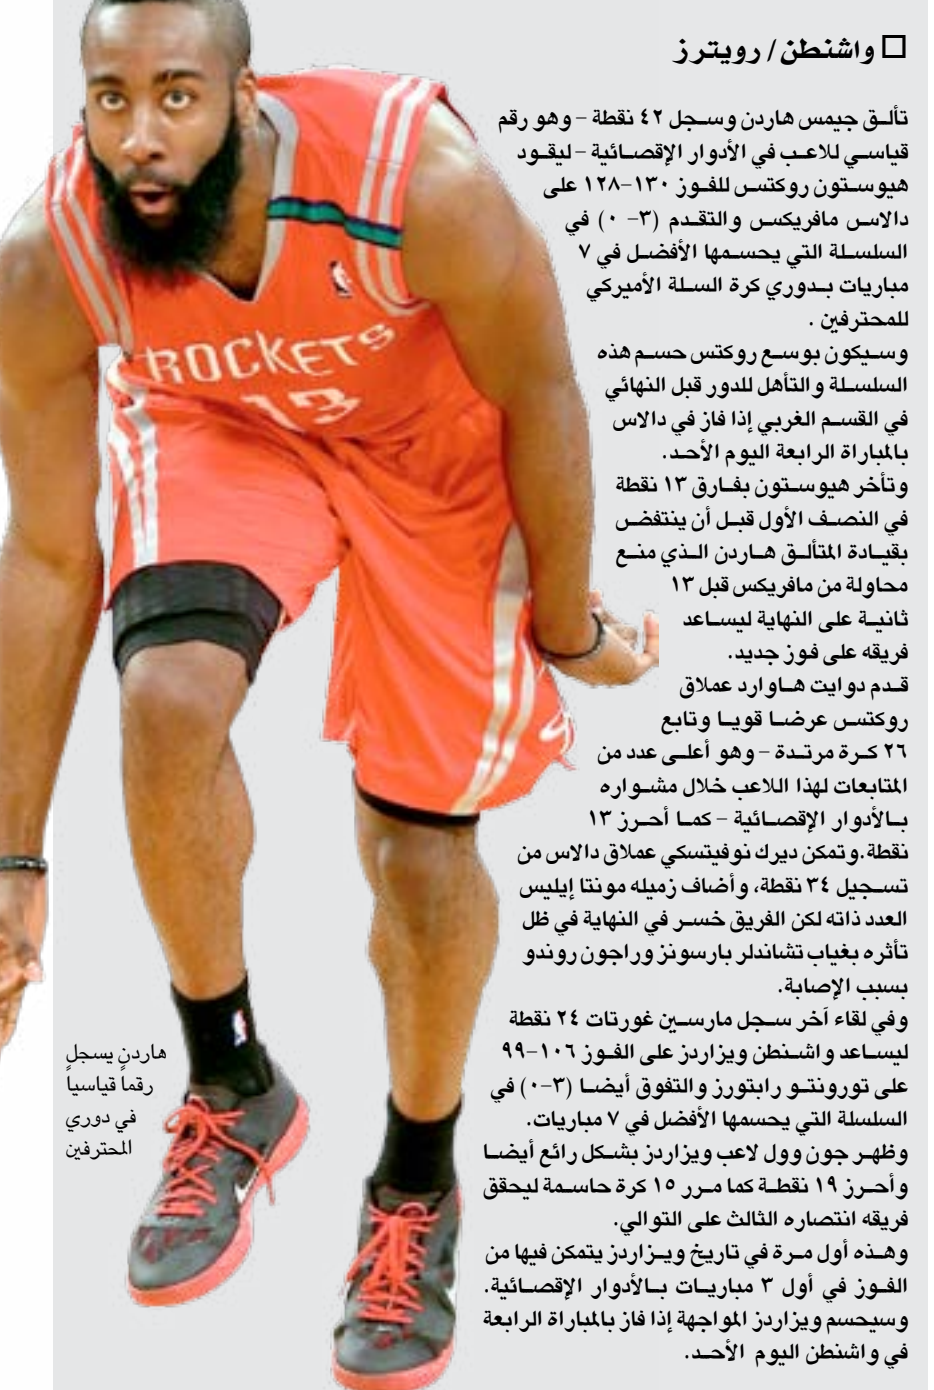 □ واشنطن/ رويترز
تألق جيمس هاردن وسجل ٤٢ نقطة – وهو رقم
قياسي للاعب في الأدوار الإقصائية – ليقود
هيوستون روكتس للفوز ١٣٠-١٢٨ على
دالاس مافريكس والتقدم (٣- ٠) في
السلسلة التي يحسمها الأفضل في ٧
مباريات بدوري كرة السلة الأميركي
للمحترفين .
وسيكون بوسع روكتس حسم هذه
السلسلة والتأهل للدور قبل النهائي
في القسم الغربي إذا فاز في دالاس
بالمباراة الرابعة اليوم الأحد.
وتأخر هيوستون بفارق ١٣ نقطة
في النصف الأول قبل أن ينتفض
بقيادة المتألق هاردن الذي منع
محاولة من مافريكس قبل ١٣
ثانية على النهاية ليساعد
فريقه على فوز جديد.
قدم دوايت هاوارد عملاق
روكتس عرضا قويا وتابع
٢٦ كرة مرتدة – وهو أعلى عدد من
المتابعات لهذا اللاعب خلال مشواره
بالأدوار الإقصائية – كما أحرز ١٣
نقطة.وتمكن ديرك نوفيتسكي عملاق دالاس من
تسجيل ٣٤ نقطة، وأضاف زميله مونتا إيليس
العدد ذاته لكن الفريق خسر في النهاية في ظل
تأثره بغياب تشاندلر بارسونز وراجون روندو
بسبب الإصابة.
وفي لقاء آخر سجل مارسين غورتات ٢٤ نقطة
ليساعد واشنطن ويزاردز على الفوز ١٠٦-٩٩
على تورونتو رابتورز والتفوق أيضا (٣-٠) في
السلسلة التي يحسمها الأفضل في ٧ مباريات.
وظهر جون وول لاعب ويزاردز بشكل رائع أيضا
وأحرز ١٩ نقطة كما مرر ١٥ كرة حاسمة ليحقق
فريقه انتصاره الثالث على التوالي.
وهذه أول مرة في تاريخ ويزاردز يتمكن فيها من
الفوز في أول ٣ مباريات بالأدوار الإقصائية.
وسيحسم ويزاردز المواجهة إذا فاز بالمباراة الرابعة
في واشنطن اليوم الأحد.
ROCKETS
13
هاردن يسجل
رقماً قياسياً
في دوري
المحترفين